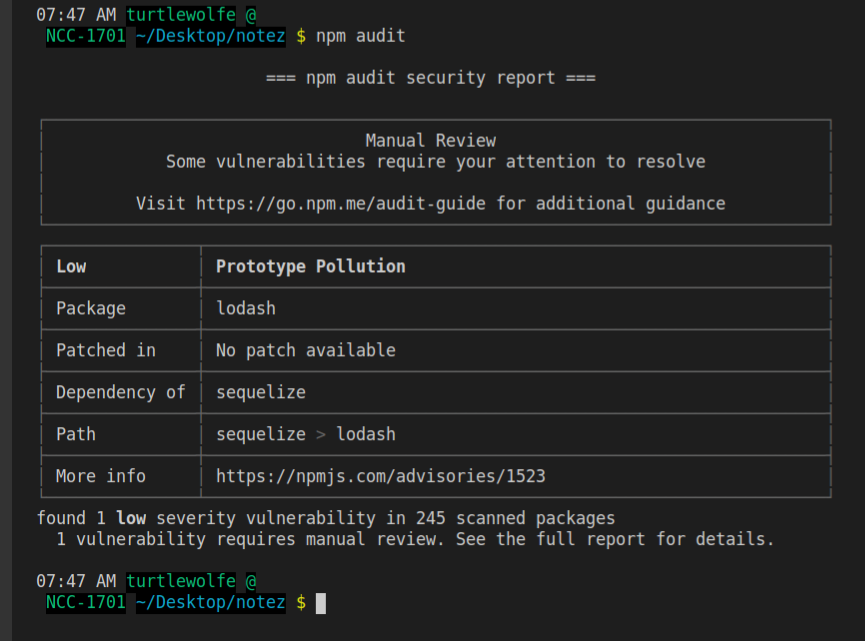 07:47 AM turtlewolfe @
NCC-1701 ~/Desktop/notez $ npm audit
=== npm audit security report ===
Manual Review
Some vulnerabilities require your attention to resolve
Visit https://go.npm.me/audit-guide for additional guidance
Low Prototype Pollution
Package lodash
Patched in No patch available
Dependency of sequelize
Path sequelize > lodash
More info https://npmjs.com/advisories/1523
found 1 low severity vulnerability in 245 scanned packages
1 vulnerability requires manual review. See the full report for details.
07:47 AM turtlewolfe @
NCC-1701 ~/Desktop/notez $